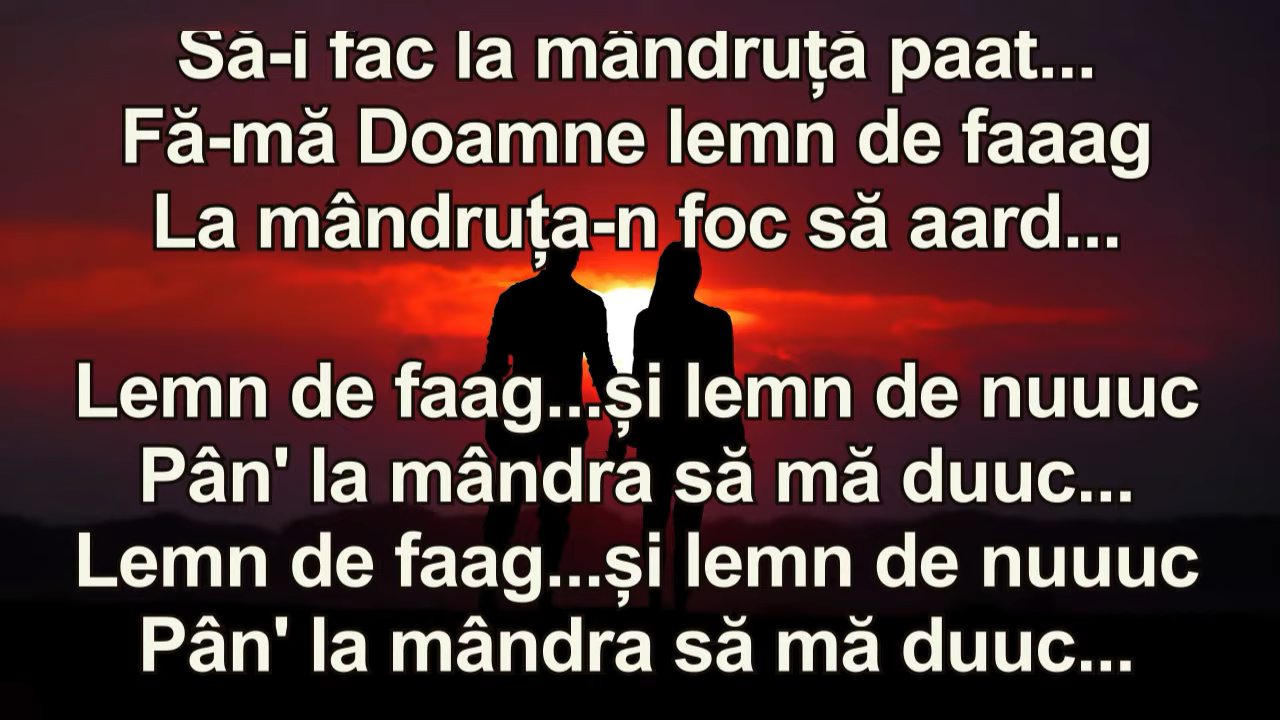 Să-i fac la mândruță paat...
Fă-mă Doamne lemn de faaag
La mândruța-n foc să aard...
Lemn de faag...și lemn de nuuuc
Pân' la mândra să mă duuc...
Lemn de faag...și lemn de nuuuc
Pân' la mândra să mă duuc...